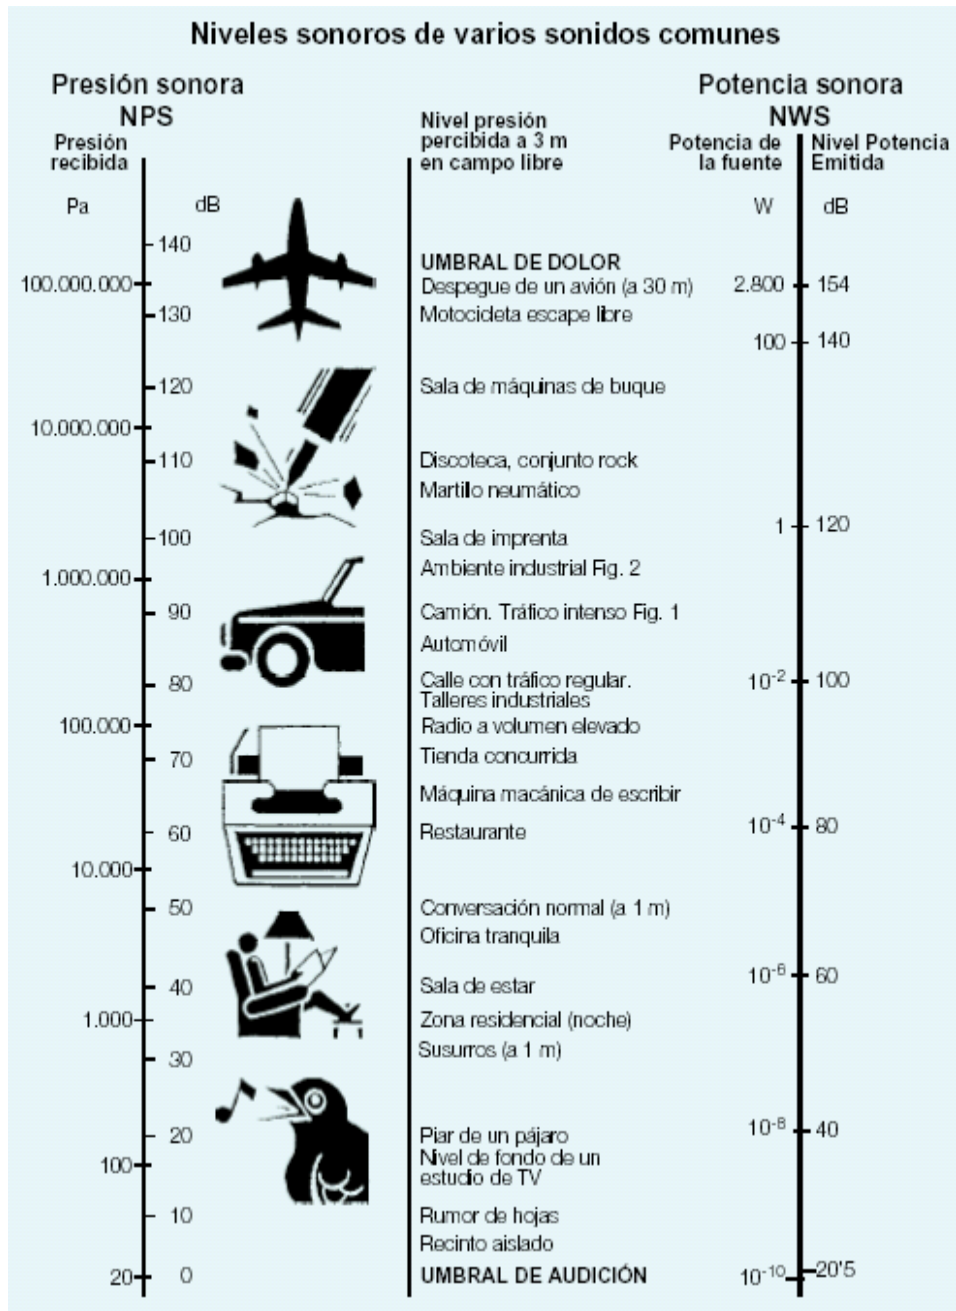 Niveles sonoros de varios sonidos comunes
Presión sonora
NPS
Presión
recibida
Pa
dB
Nivel presión
percibida a 3 m
en campo libre
Potencia sonora
NWS
Potencia de
la fuente
Nivel Potencia
Emitida
W
dB
140
UMBRAL DE DOLOR
100.000.000
Despegue de un avión (a 30 m)
2.800
154
130
Motocicleta escape libre
100
140
120
Sala de máquinas de buque
10.000.000
110
Discoteca, conjunto rock
Martillo neumático
1
120
100
Sala de imprenta
1.000.000
Ambiente industrial Fig. 2
90
Camión. Tráfico intenso Fig. 1
Automóvil
80
Calle con tráfico regular.
Talleres industriales
10-2
100
100.000
Radio a volumen elevado
70
Tienda concurrida
Máquina macánica de escribir
60
Restaurante
10-4
80
10.000
50
Conversación normal (a 1 m)
Oficina tranquila
40
Sala de estar
10-6
60
1.000
Zona residencial (noche)
30
Susurros (a 1 m)
20
Piar de un pájaro
10-8
40
100
Nivel de fondo de un
estudio de TV
10
Rumor de hojas
Recinto aislado
20
0
UMBRAL DE AUDICIÓN
10-10
20'5